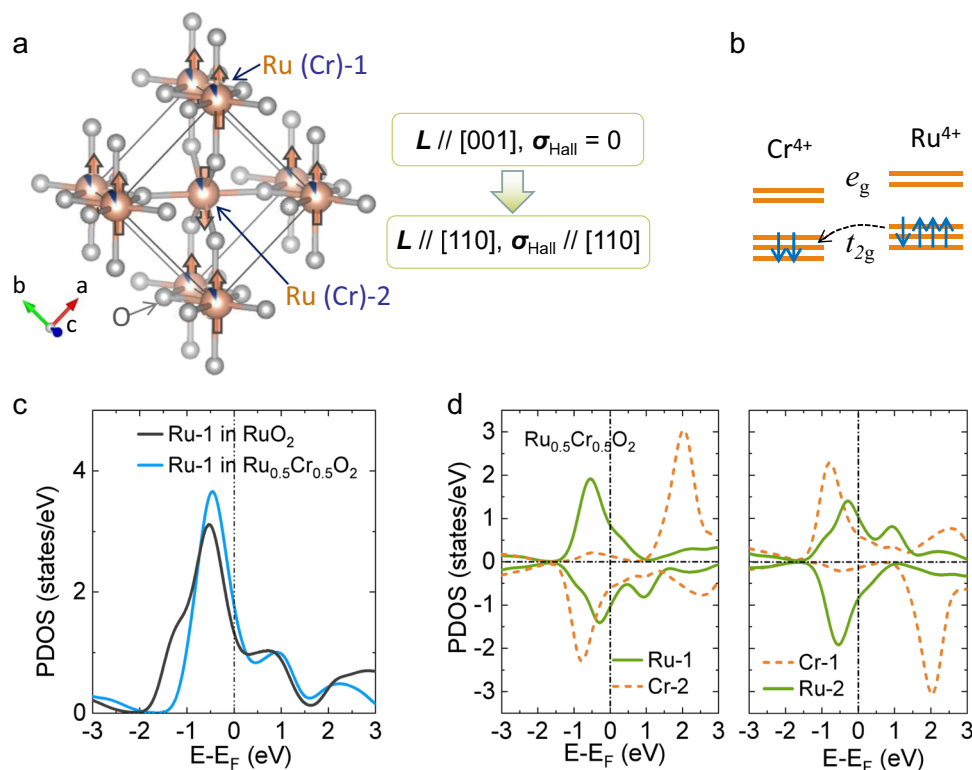 a
Ru (Cr)-1
Ru (Cr)-2
O
b
a
c
L // [001], σHall = 0
L // [110], σHall // [110]
b
Cr4+
Ru4+
eg
t2g
c
Ru-1 in RuO2
Ru-1 in Ru0.5Cr0.5O2
PDOS (states/eV)
4
2
0
-3 -2 -1 0 1 2 3
E-EF (eV)
d
Ru0.5Cr0.5O2
PDOS (states/eV)
3
2
1
0
-1
-2
-3
Ru-1
Cr-2
-3 -2 -1 0 1 2 3
E-EF (eV)
Cr-1
Ru-2
-3 -2 -1 0 1 2 3
E-EF (eV)